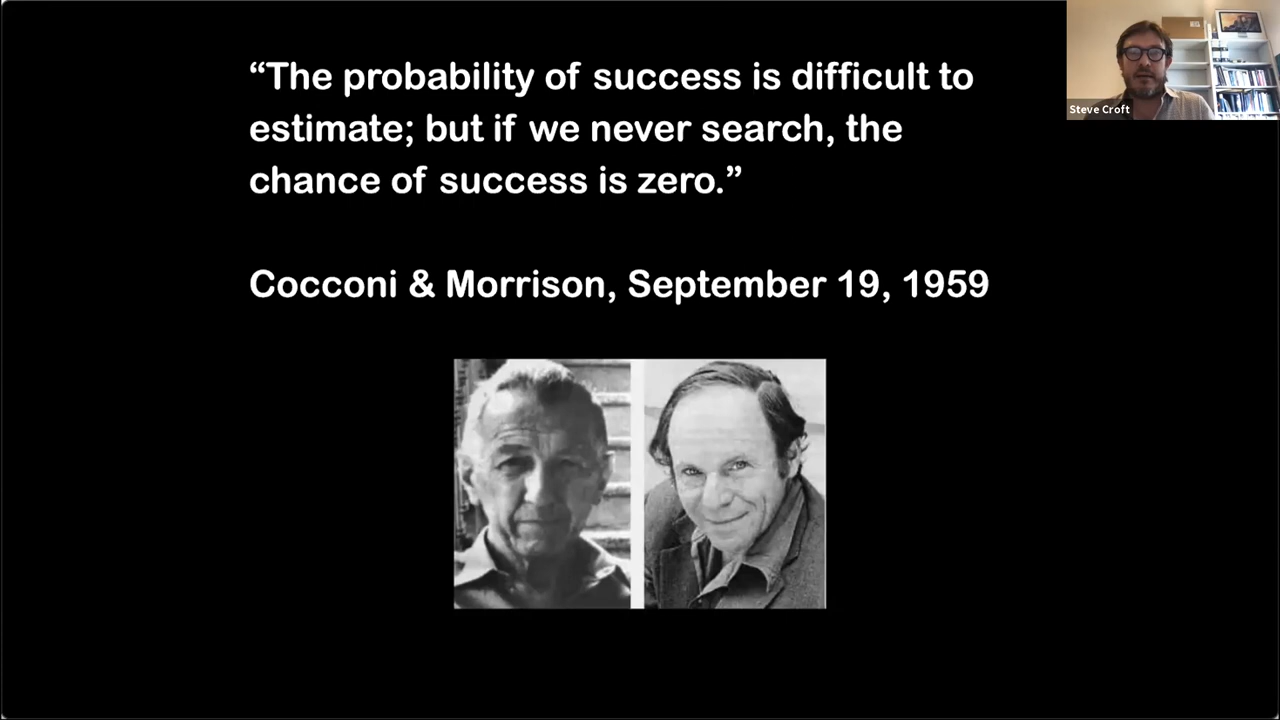 “The probability of success is difficult to
estimate; but if we never search, the
chance of success is zero.”
Cocconi & Morrison, September 19, 1959
Steve Croft